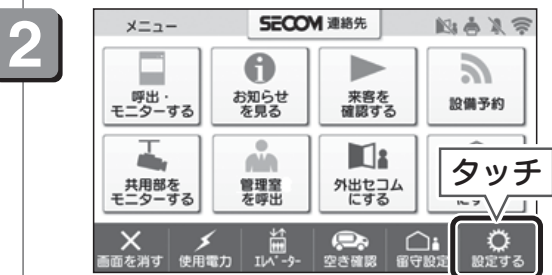 2
メニュー
SECOM 連絡先
呼出・
モニターする
お知らせ
を見る
来客を
確認する
設備予約
共用部を
モニターする
管理室
を呼出
外出セコム
にする
タッチ
にする
画面を消す
使用電力
エレベーター
空き確認
留守設定
設定する